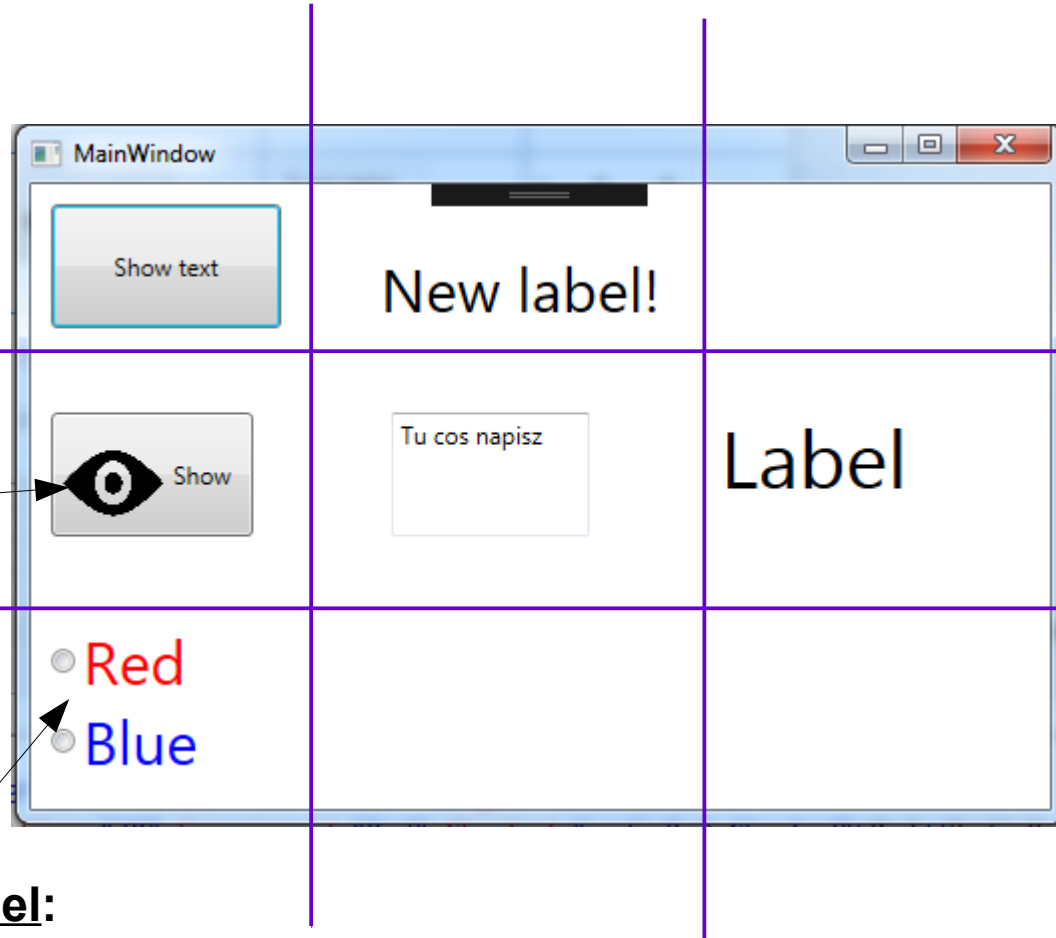 MainWindow
Show text
New label!
Show
Tu cos napisz
Label
Red
Blue
el: